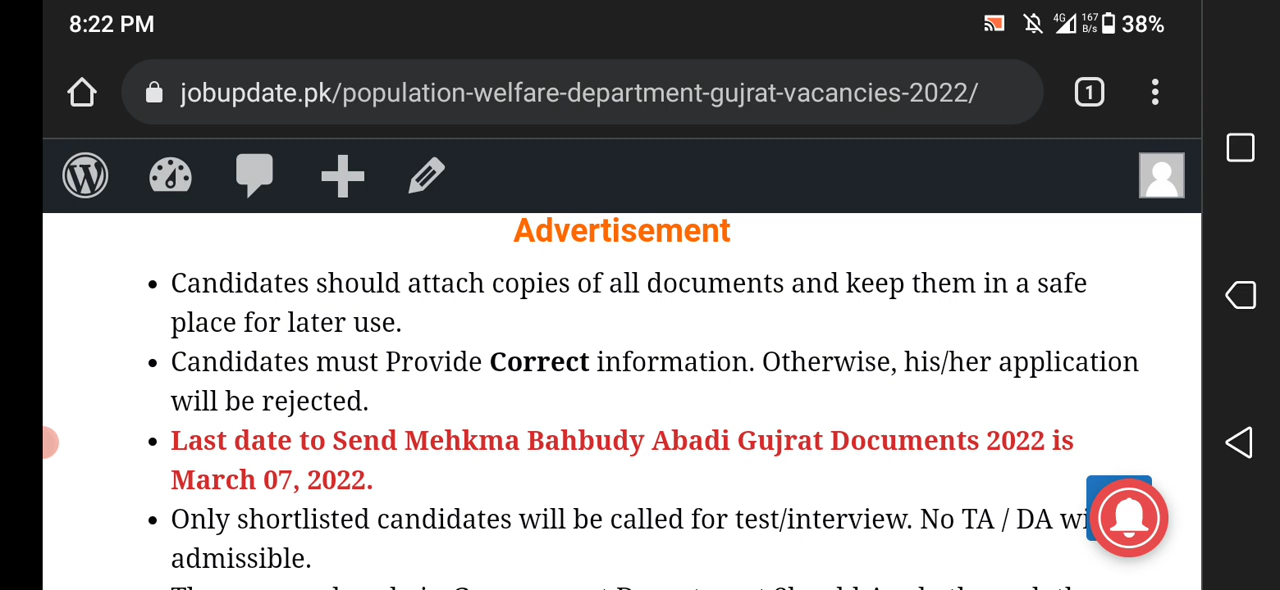 8:22 PM
4G 167 B/s 38%
jobupdate.pk/population-welfare-department-gujrat-vacancies-2022/
1
Advertisement
• Candidates should attach copies of all documents and keep them in a safe
place for later use.
• Candidates must Provide Correct information. Otherwise, his/her application
will be rejected.
• Last date to Send Mehkma Bahbudy Abadi Gujrat Documents 2022 is
March 07, 2022.
• Only shortlisted candidates will be called for test/interview. No TA / DA
admissible.